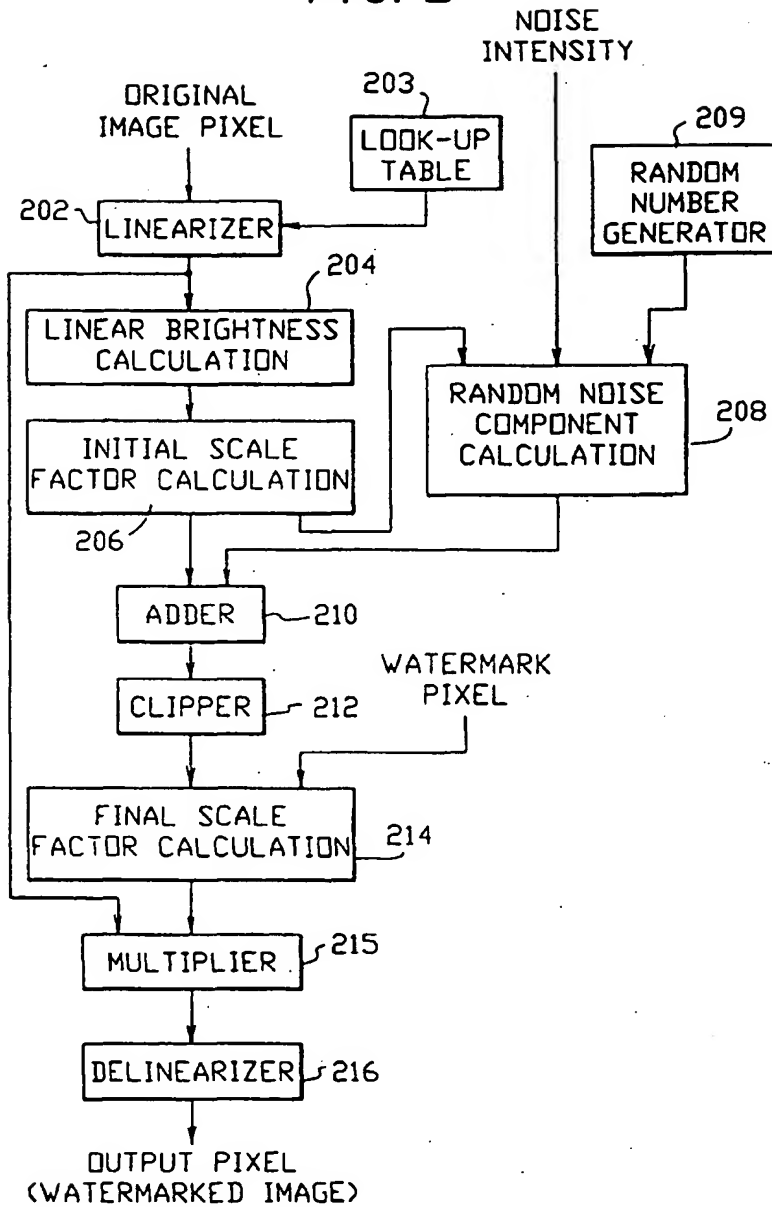 NOISE
INTENSITY
ORIGINAL
IMAGE PIXEL
203
LOOK-UP
TABLE
209
RANDOM
NUMBER
GENERATOR
202
LINEARIZER
204
LINEAR BRIGHTNESS
CALCULATION
RANDOM NOISE
COMPONENT
CALCULATION
208
INITIAL SCALE
FACTOR CALCULATION
206
ADDER
210
WATERMARK
PIXEL
CLIPPER
212
FINAL SCALE
FACTOR CALCULATION
214
MULTIPLIER
215
DELINEARIZER
216
OUTPUT PIXEL
(WATERMARKED IMAGE)